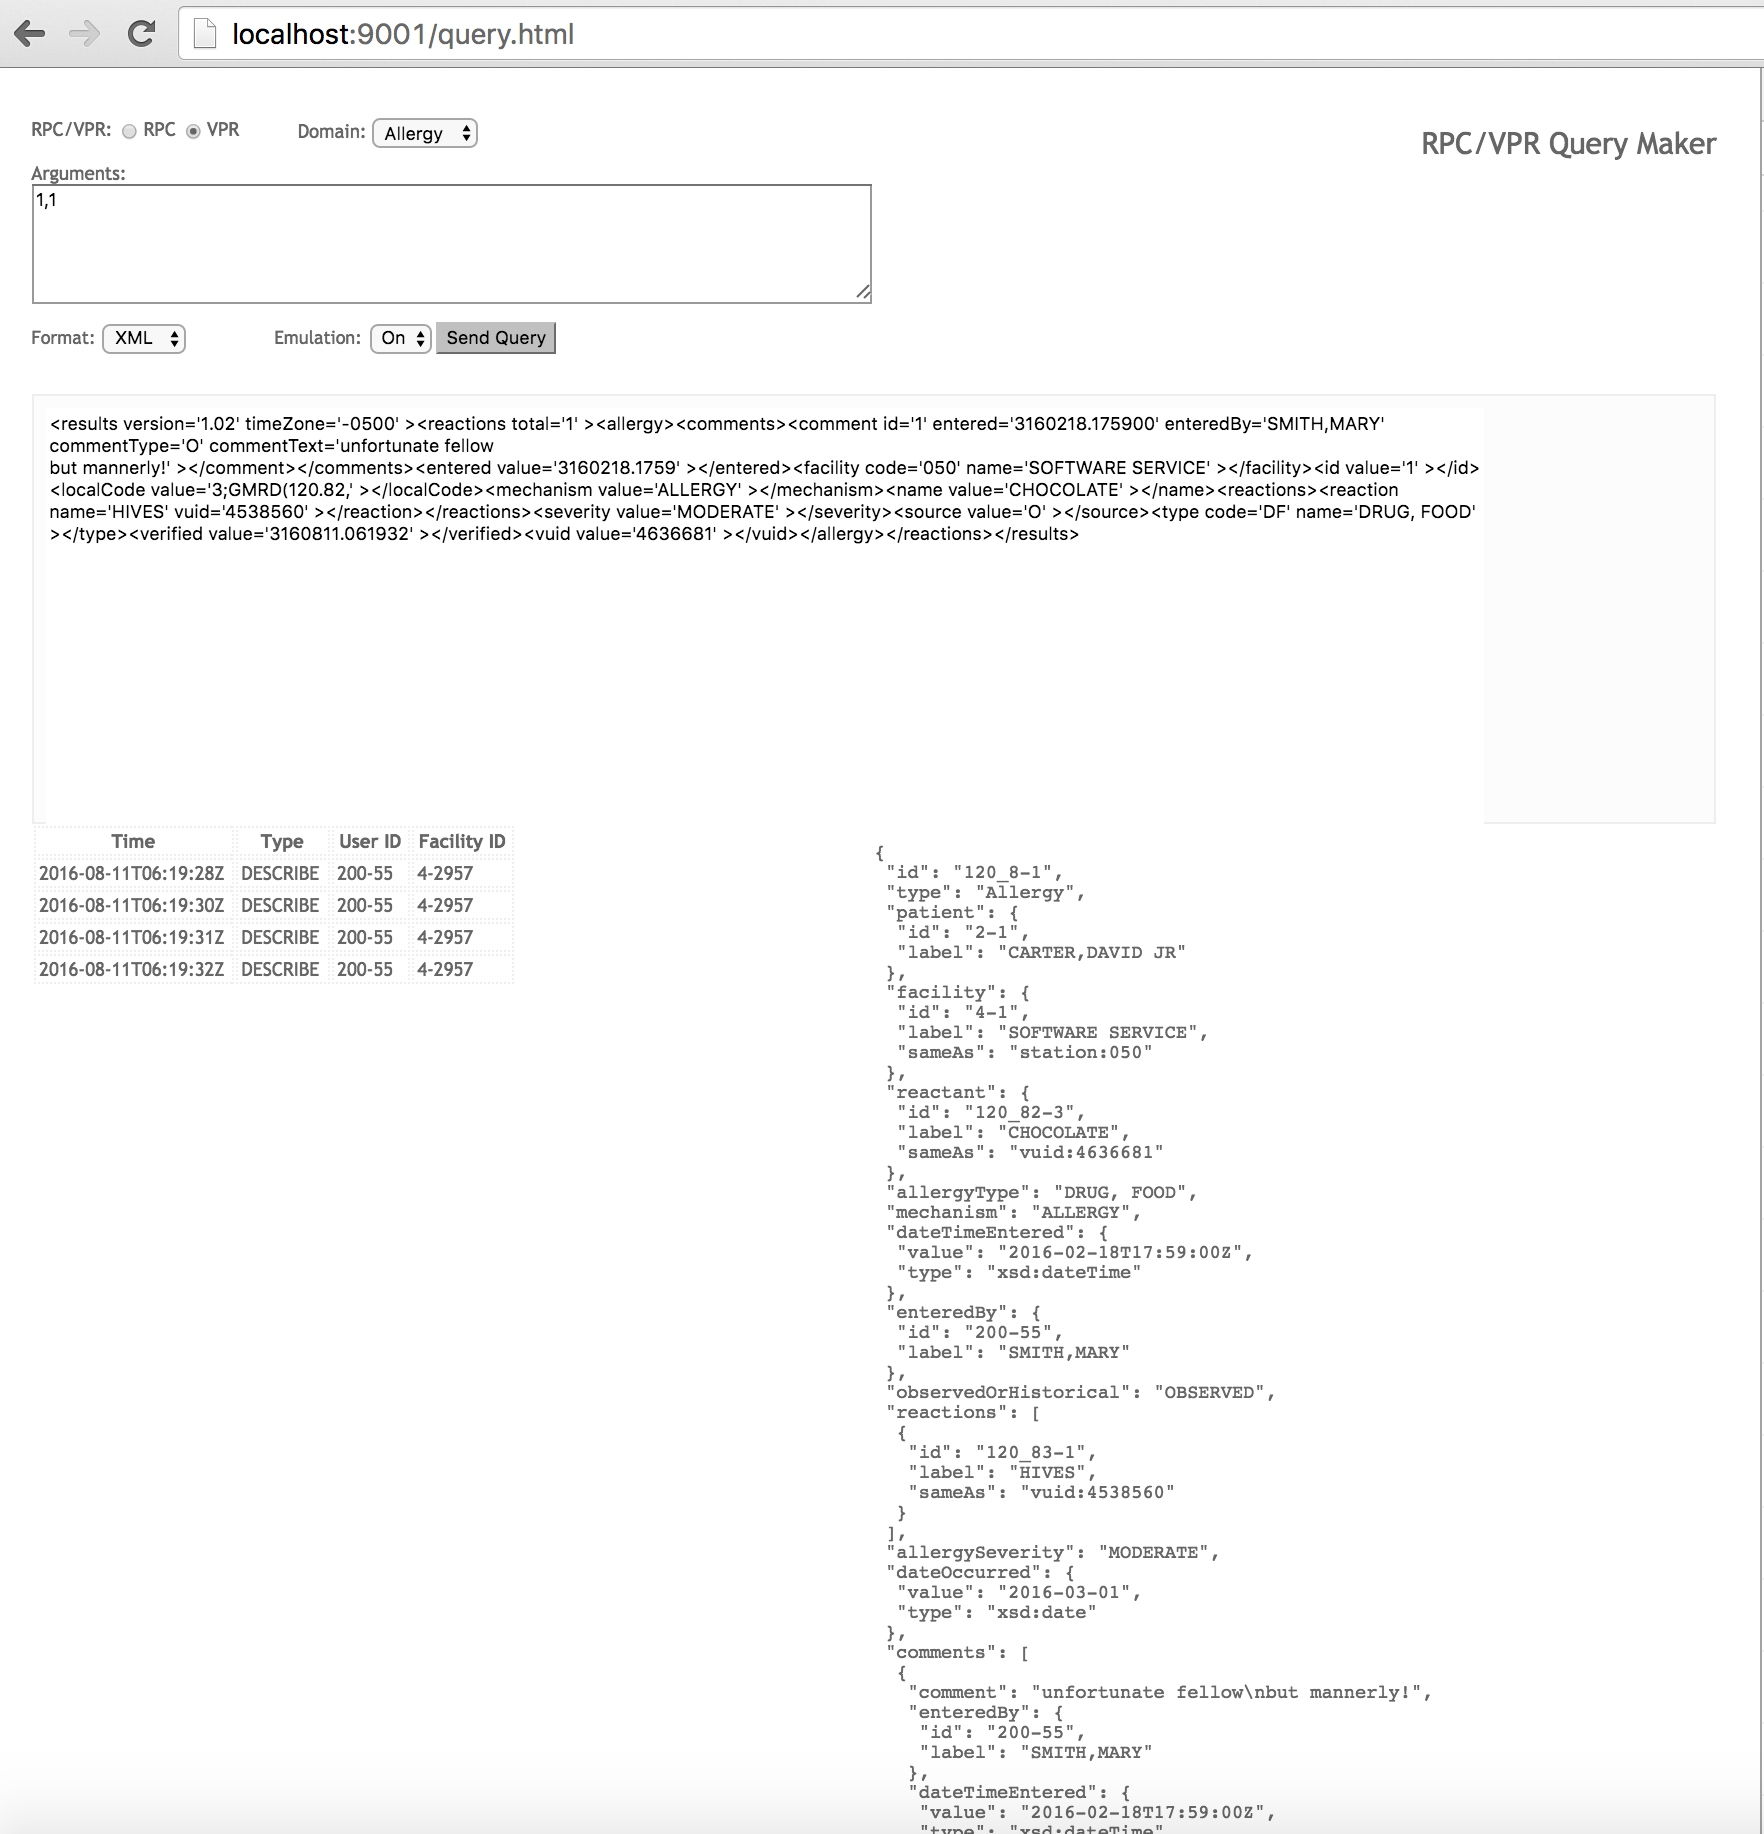 localhost:9001/query.html
RPC/VPR: RPC VPR Domain: Allergy
RPC/VPR Query Maker
Arguments:
1,1
Format: XML Emulation: On Send Query
<results version='1.02' timeZone='-0500' ><reactions total='1' ><allergy><comments><comment id='1' entered='3160218.175900' enteredBy='SMITH,MARY'
commentType='O' commentText='unfortunate fellow
but mannerly!' ></comment></comments><entered value='3160218.1759' ></entered><facility code='050' name='SOFTWARE SERVICE' ></facility><id value='1' ></id>
<localCode value='3;GMRD(120.82,' ></localCode><mechanism value='ALLERGY' ></mechanism><name value='CHOCOLATE' ></name><reactions><reaction
name='HIVES' vuid='4538560' ></reaction></reactions><severity value='MODERATE' ></severity><source value='O' ></source><type code='DF' name='DRUG, FOOD'
></type><verified value='3160811.061932' ></verified><vuid value='4636681' ></vuid></allergy></reactions></results>
Time Type User ID Facility ID
2016-08-11T06:19:28Z DESCRIBE 200-55 4-2957
2016-08-11T06:19:30Z DESCRIBE 200-55 4-2957
2016-08-11T06:19:31Z DESCRIBE 200-55 4-2957
2016-08-11T06:19:32Z DESCRIBE 200-55 4-2957
{
"id": "120_8-1",
"type": "Allergy",
"patient": {
"id": "2-1",
"label": "CARTER,DAVID JR"
},
"facility": {
"id": "4-1",
"label": "SOFTWARE SERVICE",
"sameAs": "station:050"
},
"reactant": {
"id": "120_82-3",
"label": "CHOCOLATE",
"sameAs": "vuid:4636681"
},
"allergyType": "DRUG, FOOD",
"mechanism": "ALLERGY",
"dateTimeEntered": {
"value": "2016-02-18T17:59:00Z",
"type": "xsd:dateTime"
},
"enteredBy": {
"id": "200-55",
"label": "SMITH,MARY"
},
"observedOrHistorical": "OBSERVED",
"reactions": [
{
"id": "120_83-1",
"label": "HIVES",
"sameAs": "vuid:4538560"
}
],
"allergySeverity": "MODERATE",
"dateOccurred": {
"value": "2016-03-01",
"type": "xsd:date"
},
"comments": [
{
"comment": "unfortunate fellow\nbut mannerly!",
"enteredBy": {
"id": "200-55",
"label": "SMITH,MARY"
},
"dateTimeEntered": {
"value": "2016-02-18T17:59:00Z",
"type": "xsd:dateTime"